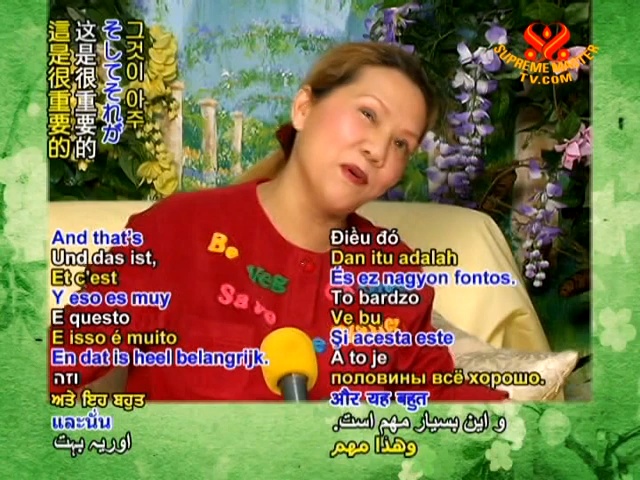 그것이 아주
そしてそれが
这是很重要的
這是很重要的
SUPREME MASTER
TV.COM
Be
Veg
Save
And that's
Und das ist,
Et c'est
Y eso es muy
E questo
E isso é muito
En dat is heel belangrijk.
וזה
ਅਤੇ ਇਹ ਬਹੁਤ
และนั่น
اوریہ بہت
Điều đó
Dan itu adalah
És ez nagyon fontos.
To bardzo
Ve bu
Şi acesta este
A to je
половины всё хорошо.
और यह बहुत
و این بسیار مهم است.
وهذا مهم